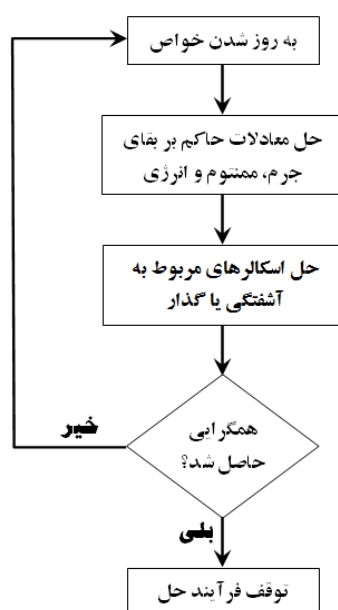 به روز شدن خواص
حل معادلات حاکم بر بقای
جرم، ممنتوم و انرژی
حل اسکالرهای مربوط به
آشفتگی یا گذار
همگرایی
حاصل شد؟
خیر
بلی
توقف فرآیند حل